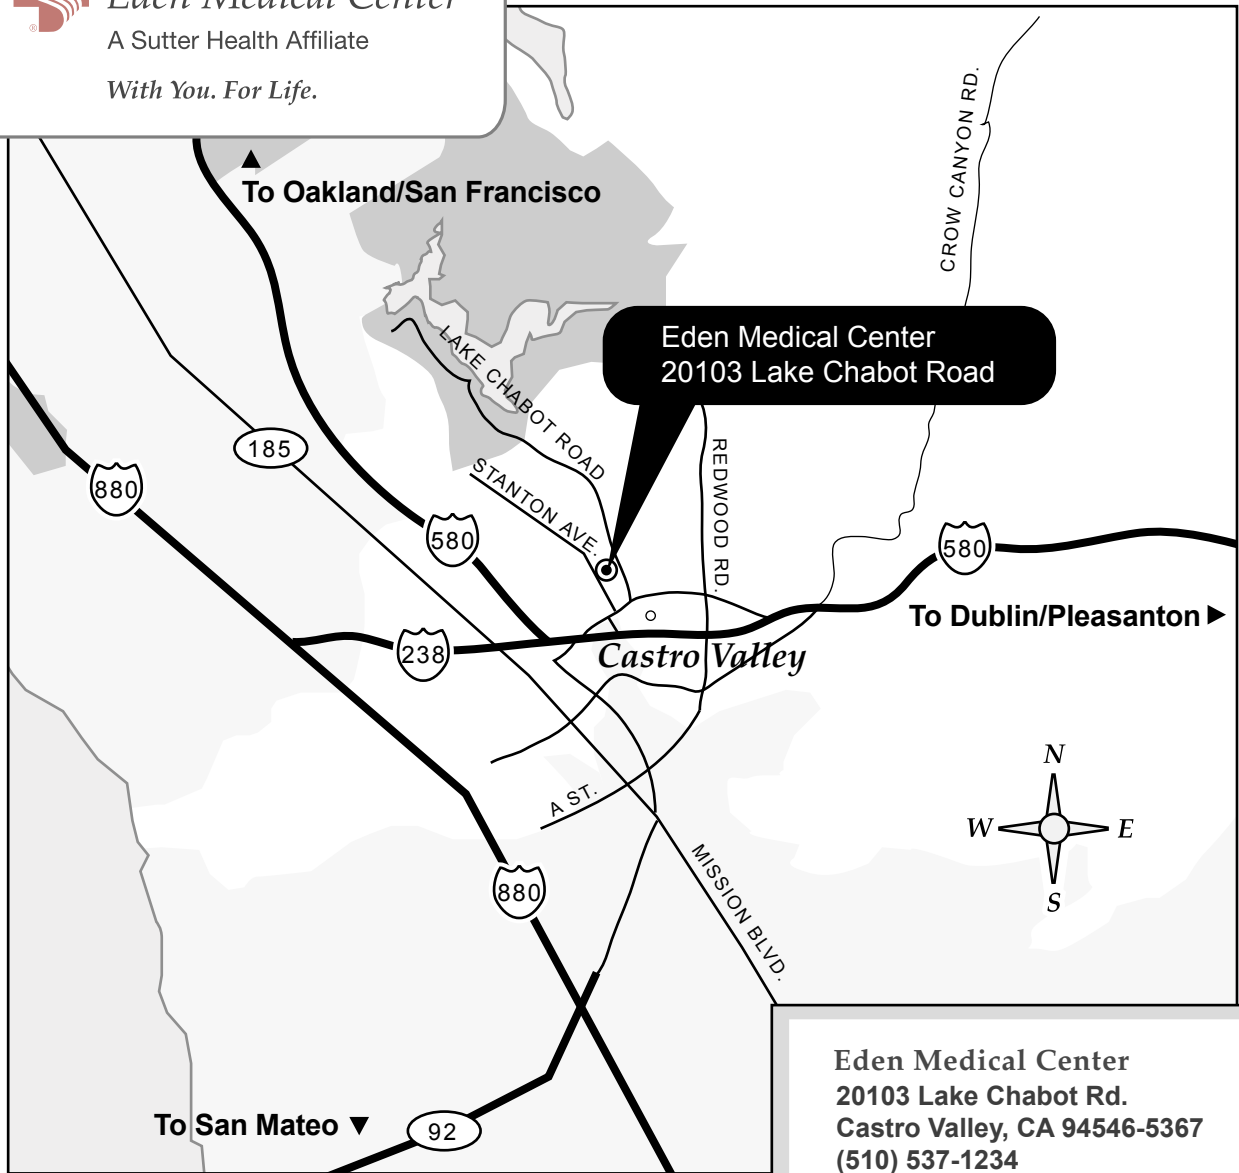 Eden Medical Center
®
A Sutter Health Affiliate
With You. For Life.
To Oakland/San Francisco
CROW CANYON RD.
Eden Medical Center
20103 Lake Chabot Road
LAKE CHABOT ROAD
185
880
STANTON AVE.
REDWOOD RD.
580
580
To Dublin/Pleasanton
238
Castro Valley
A ST.
N
W
E
S
880
MISSION BLVD.
To San Mateo
92
Eden Medical Center
20103 Lake Chabot Rd.
Castro Valley, CA 94546-5367
(510) 537-1234